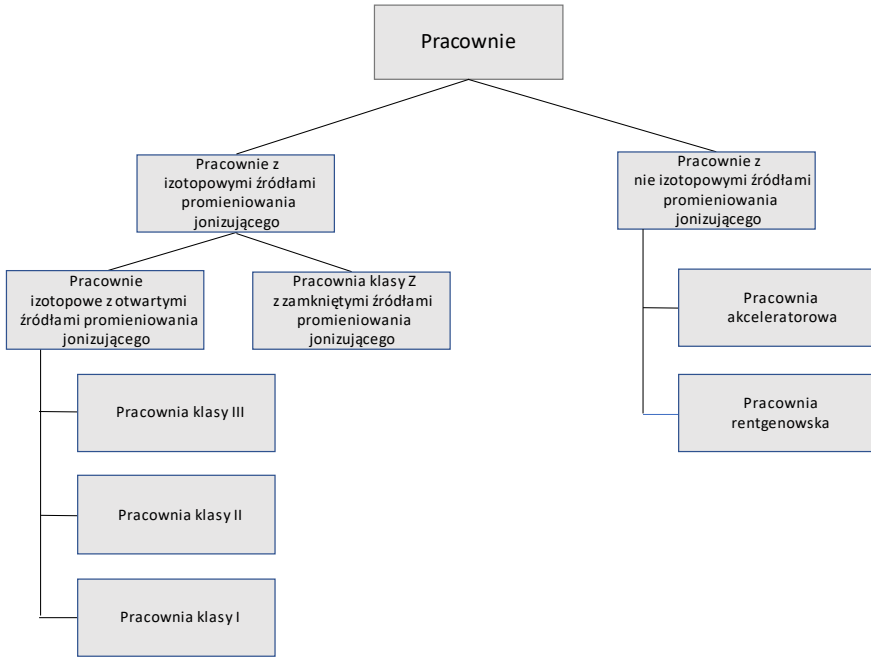 Pracownie
Pracownie z
izotopowymi źródłami
promieniowania
jonizującego
Pracownie z
nie izotopowymi źródłami
promieniowania
jonizującego
Pracownie
izotopowe z otwartymi
źródłami promieniowania
jonizującego
Pracownia klasy Z
z zamkniętymi źródłami
promieniowania
jonizującego
Pracownia
akceleratorowa
Pracownia klasy III
Pracownia
rentgenowska
Pracownia klasy II
Pracownia klasy I